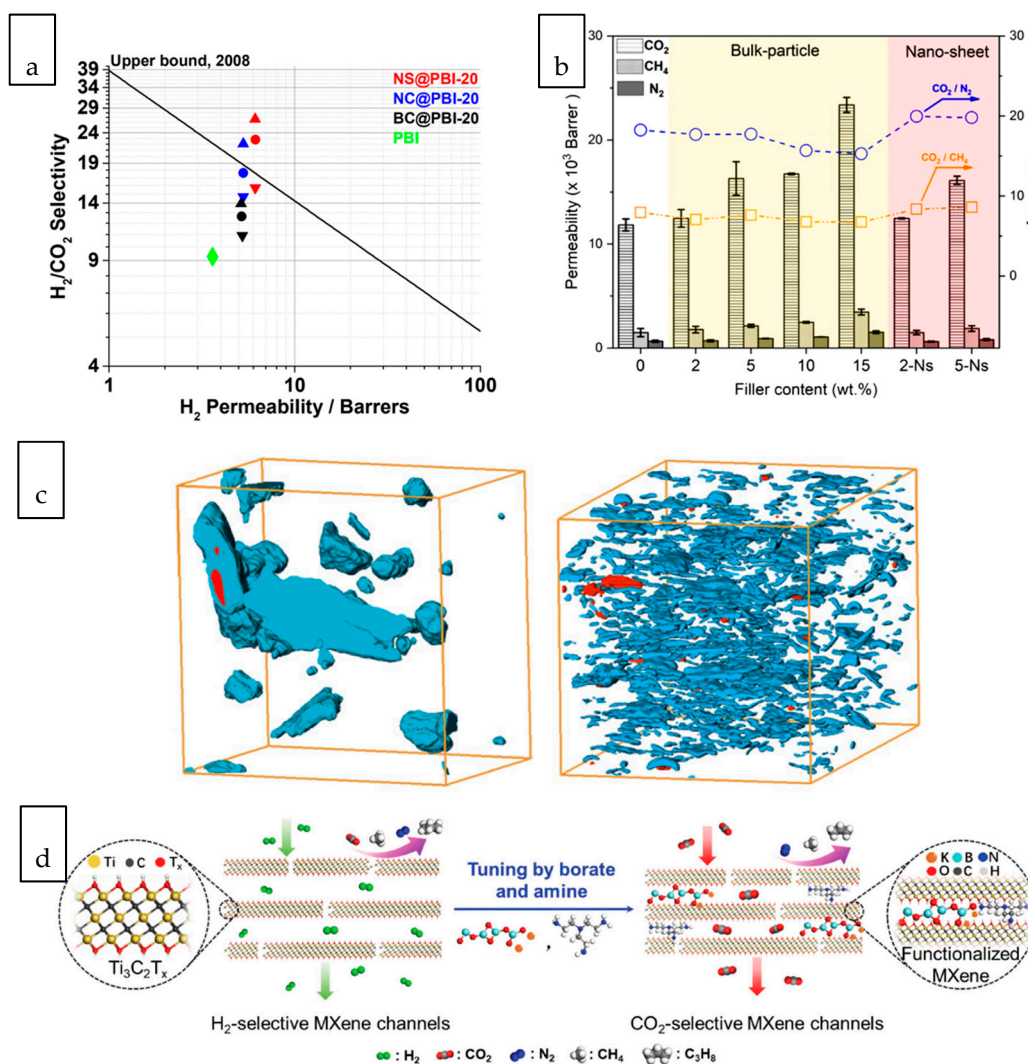 a
Upper bound, 2008
39
34
29
24
19
14
9
4
NS@PBI-20
NC@PBI-20
BC@PBI-20
PBI
H2/CO2 Selectivity
1
10
100
H2 Permeability / Barrers
b
30
20
10
0
Permeability (x 10³ Barrer)
CO2
CH4
N2
Bulk-particle
Nano-sheet
CO2 / N2
CO2 / CH4
30
20
10
0
0
2
5
10
15
2-Ns
5-Ns
Filler content (wt.%)
c
d
Ti
C
Tx
Ti3C2Tx
Tuning by borate
and amine
,
K
B
N
O
C
H
Functionalized
MXene
H2-selective MXene channels
CO2-selective MXene channels
: H2
: CO2
: N2
: CH4
: C3H8